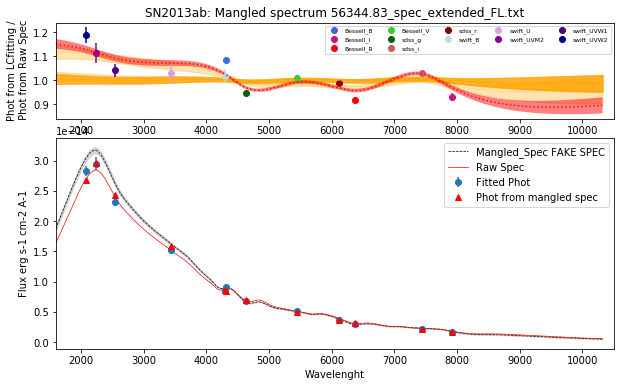 SN2013ab: Mangled spectrum 56344.83_spec_extended_FL.txt
Phot from LCfitting /
Phot from Raw Spec
1.2
1.1
1.0
0.9
Bessell_B
Bessell_I
Bessell_R
Bessell_V
sdss_g
sdss_i
sdss_r
swift_B
swift_U
swift_UVM2
swift_UVW1
swift_UVW2
2000 3000 4000 5000 6000 7000 8000 9000 10000
1e−14
Flux erg s-1 cm-2 A-1
3.0
2.5
2.0
1.5
1.0
0.5
0.0
Mangled_Spec FAKE SPEC
Raw Spec
Fitted Phot
Phot from mangled spec
2000 3000 4000 5000 6000 7000 8000 9000 10000
Wavelenght